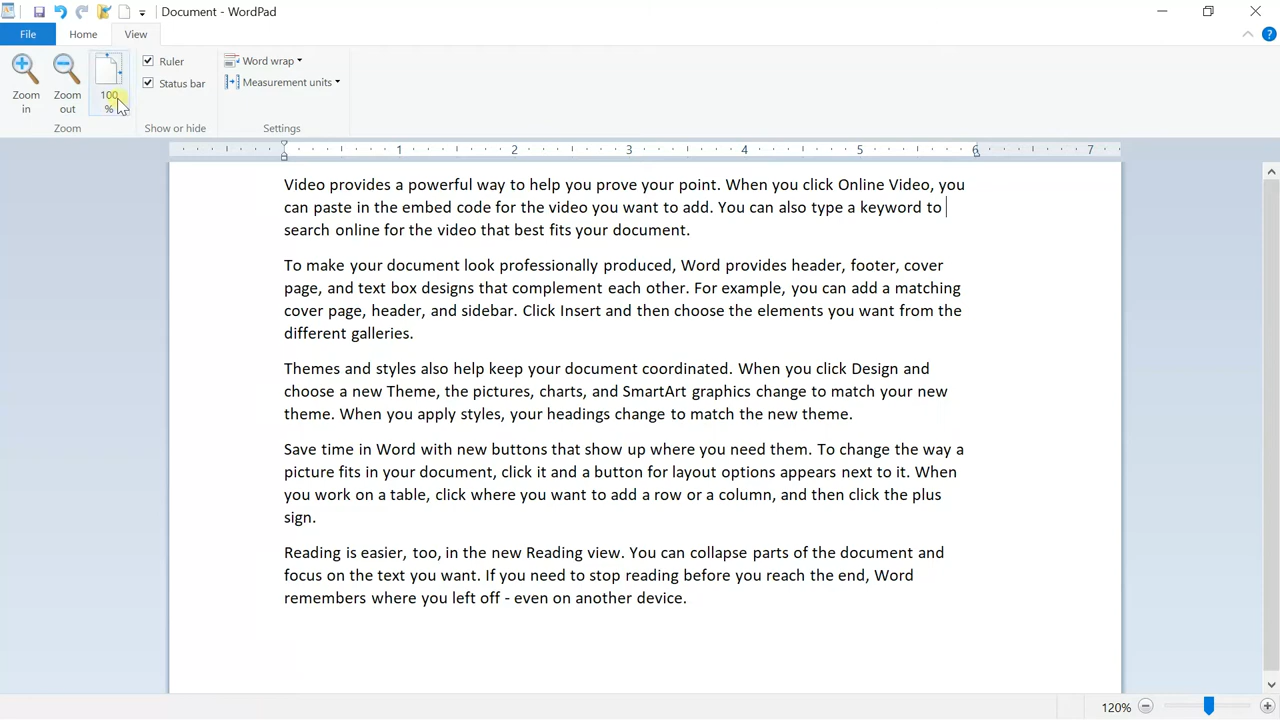 Document - WordPad
File Home View
Zoom in
Zoom out
100 %
Ruler
Status bar
Word wrap
Measurement units
Zoom
Show or hide
Settings
1 2 3 4 5 6 7
Video provides a powerful way to help you prove your point. When you click Online Video, you
can paste in the embed code for the video you want to add. You can also type a keyword to
search online for the video that best fits your document.
To make your document look professionally produced, Word provides header, footer, cover
page, and text box designs that complement each other. For example, you can add a matching
cover page, header, and sidebar. Click Insert and then choose the elements you want from the
different galleries.
Themes and styles also help keep your document coordinated. When you click Design and
choose a new Theme, the pictures, charts, and SmartArt graphics change to match your new
theme. When you apply styles, your headings change to match the new theme.
Save time in Word with new buttons that show up where you need them. To change the way a
picture fits in your document, click it and a button for layout options appears next to it. When
you work on a table, click where you want to add a row or a column, and then click the plus
sign.
Reading is easier, too, in the new Reading view. You can collapse parts of the document and
focus on the text you want. If you need to stop reading before you reach the end, Word
remembers where you left off - even on another device.
120%